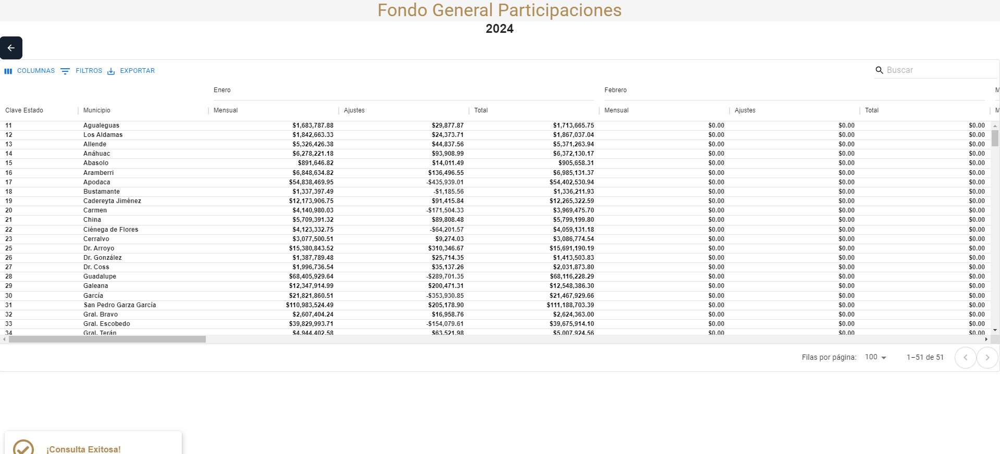 Fondo General Participaciones
2024
COLUMNAS FILTROS EXPORTAR Buscar
Enero Febrero M
Clave Estado Municipio Mensual Ajustes Total Mensual Ajustes Total M
11 Agualeguas $1,683,787.88 $29,877.87 $1,713,665.75 $0.00 $0.00 $0.00
12 Los Aldamas $1,842,663.33 $24,373.71 $1,867,037.04 $0.00 $0.00 $0.00
13 Allende $5,326,426.38 $44,837.56 $5,371,263.94 $0.00 $0.00 $0.00
14 Anáhuac $6,278,221.18 $93,908.99 $6,372,130.17 $0.00 $0.00 $0.00
15 Abasolo $891,646.82 $14,011.49 $905,658.31 $0.00 $0.00 $0.00
16 Aramberri $6,848,634.82 $136,496.55 $6,985,131.37 $0.00 $0.00 $0.00
17 Apodaca $54,838,469.95 -$435,939.01 $54,402,530.94 $0.00 $0.00 $0.00
18 Bustamante $1,337,397.49 -$1,185.56 $1,336,211.93 $0.00 $0.00 $0.00
19 Cadereyta Jiménez $12,173,906.75 $91,415.84 $12,265,322.59 $0.00 $0.00 $0.00
20 Carmen $4,140,980.03 -$171,504.33 $3,969,475.70 $0.00 $0.00 $0.00
21 China $5,709,391.32 $89,808.48 $5,799,199.80 $0.00 $0.00 $0.00
22 Ciénega de Flores $4,123,332.75 -$64,201.57 $4,059,131.18 $0.00 $0.00 $0.00
23 Cerralvo $3,077,500.51 $9,274.03 $3,086,774.54 $0.00 $0.00 $0.00
25 Dr. Arroyo $15,380,843.52 $310,346.67 $15,691,190.19 $0.00 $0.00 $0.00
26 Dr. González $1,387,789.48 $25,714.35 $1,413,503.83 $0.00 $0.00 $0.00
27 Dr. Coss $1,996,736.54 $35,137.26 $2,031,873.80 $0.00 $0.00 $0.00
28 Guadalupe $68,405,929.64 -$289,701.35 $68,116,228.29 $0.00 $0.00 $0.00
29 Galeana $12,347,914.99 $200,471.31 $12,548,386.30 $0.00 $0.00 $0.00
30 García $21,821,860.51 -$353,930.85 $21,467,929.66 $0.00 $0.00 $0.00
31 San Pedro Garza García $110,983,524.49 $205,178.90 $111,188,703.39 $0.00 $0.00 $0.00
32 Gral. Bravo $2,607,404.24 $16,958.76 $2,624,363.00 $0.00 $0.00 $0.00
33 Gral. Escobedo $39,829,993.71 -$154,079.61 $39,675,914.10 $0.00 $0.00 $0.00
34 Gral. Terán $4,944,402.58 $63,521.98 $5,007,924.56 $0.00 $0.00 $0.00
Filas por página: 100 1–51 de 51
¡Consulta Exitosa!